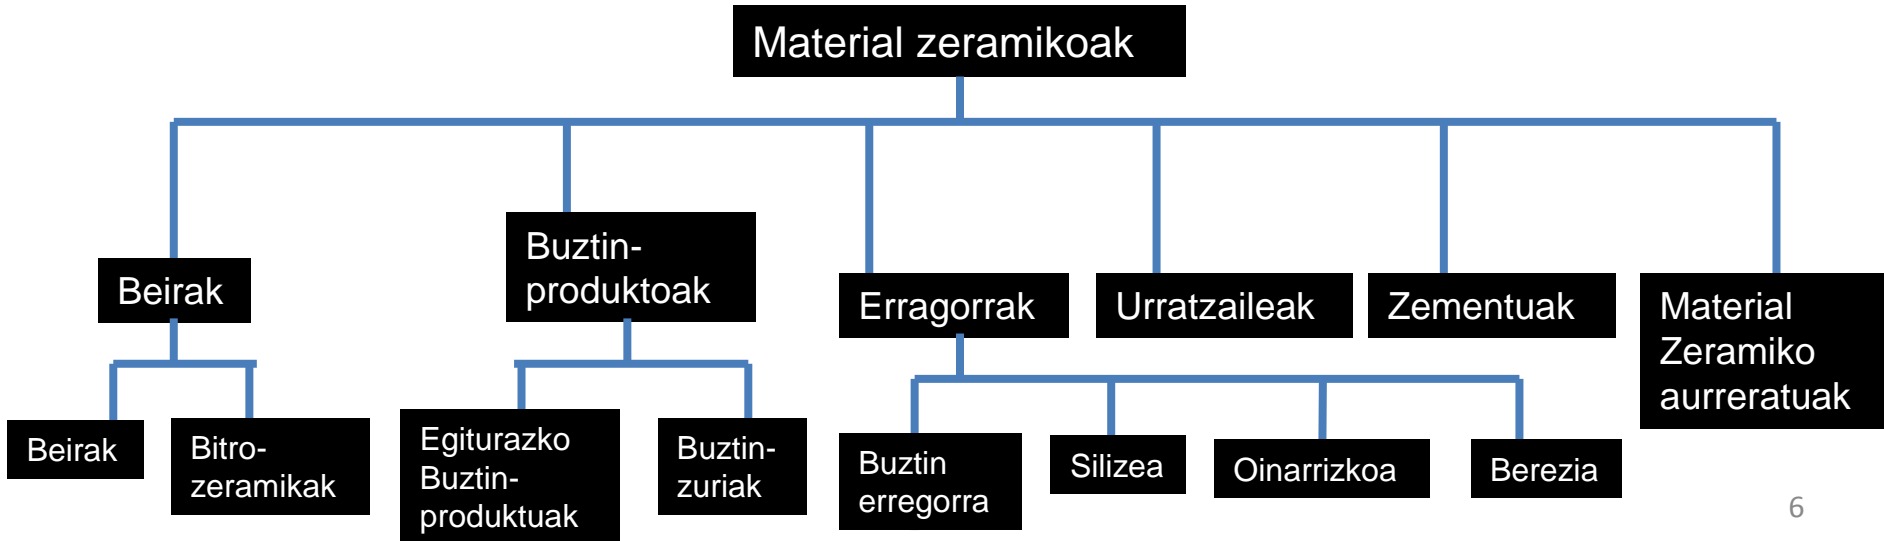 Material zeramikoak
Beirak
Buztin-
produktoak
Erragorrak
Urratzaileak
Zementuak
Material
Zeramiko
aurreratuak
Beirak
Bitro-
zeramikak
Egiturazko
Buztin-
produktuak
Buztin-
zuriak
Buztin
erregorra
Silizea
Oinarrizkoa
Berezia
6